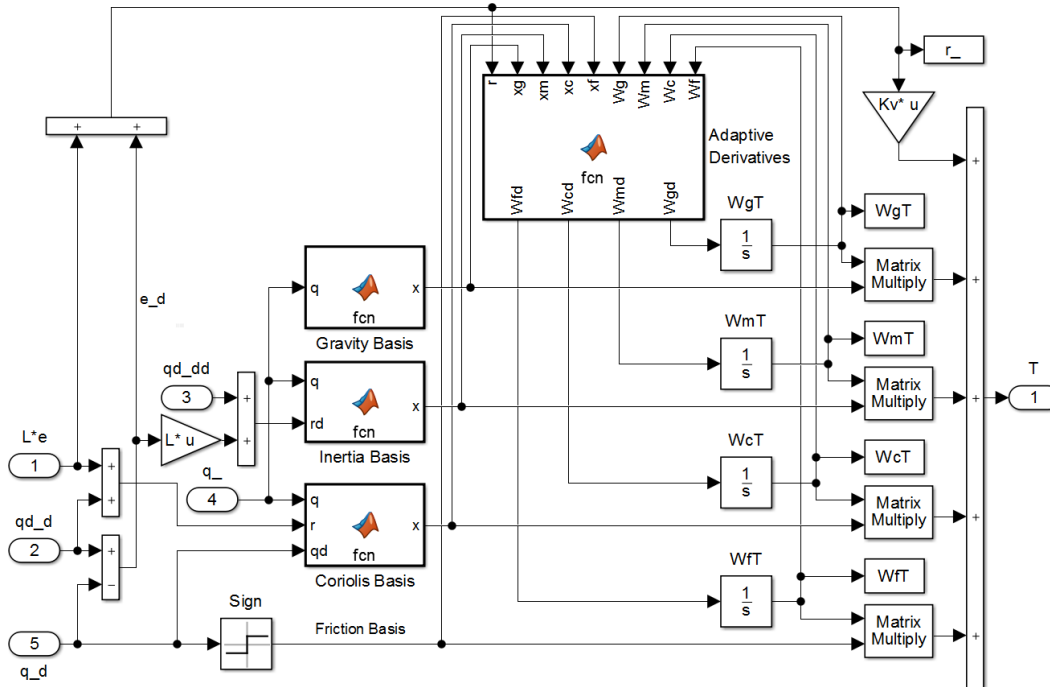 r
xg
xm
xc
xf
Wg
Wm
Wc
Wf
fcn
Wfd
Wcd
Wmd
Wgd
Adaptive
Derivatives
r_
Kv* u
+ +
e_d
WgT
1
s
WgT
Matrix
Multiply
q
fcn
x
Gravity Basis
WmT
1
s
WmT
Matrix
Multiply
qd_dd
3
L* u
+
+
q
rd
fcn
x
Inertia Basis
L*e
1
+
+
q_
4
WcT
1
s
WcT
Matrix
Multiply
qd_d
2
+
−
q
r
qd
fcn
x
Coriolis Basis
WfT
1
s
WfT
Matrix
Multiply
5
q_d
Sign
Friction Basis
+
+
+
+
+
T
1